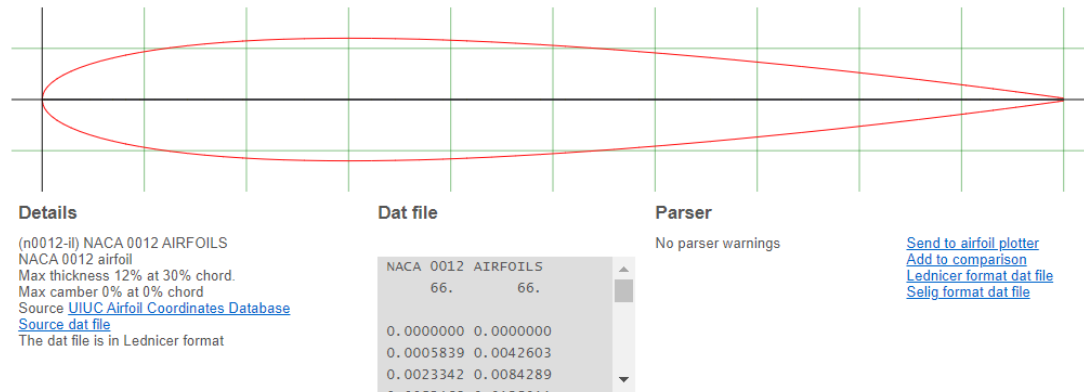 Details
(n0012-il) NACA 0012 AIRFOILS
NACA 0012 airfoil
Max thickness 12% at 30% chord.
Max camber 0% at 0% chord
Source UIUC Airfoil Coordinates Database
Source dat file
The dat file is in Lednicer format
Dat file
NACA 0012 AIRFOILS
66. 66.
0.0000000 0.0000000
0.0005839 0.0042603
0.0023342 0.0084289
Parser
No parser warnings
Send to airfoil plotter
Add to comparison
Lednicer format dat file
Selig format dat file